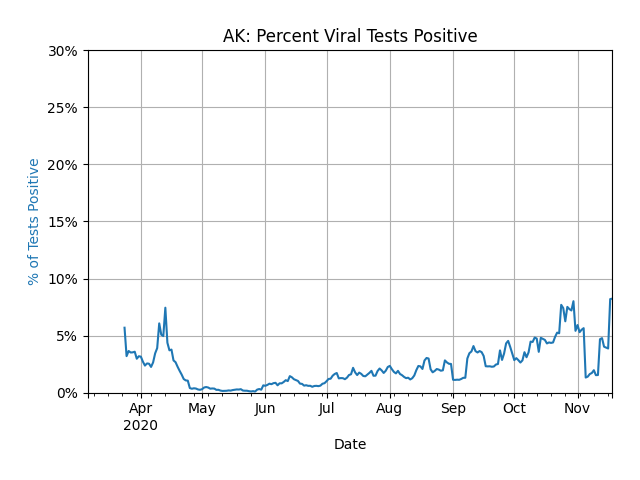 AK: Percent Viral Tests Positive
30%
25%
20%
15%
10%
5%
0%
% of Tests Positive
Apr May Jun Jul Aug Sep Oct Nov
2020
Date